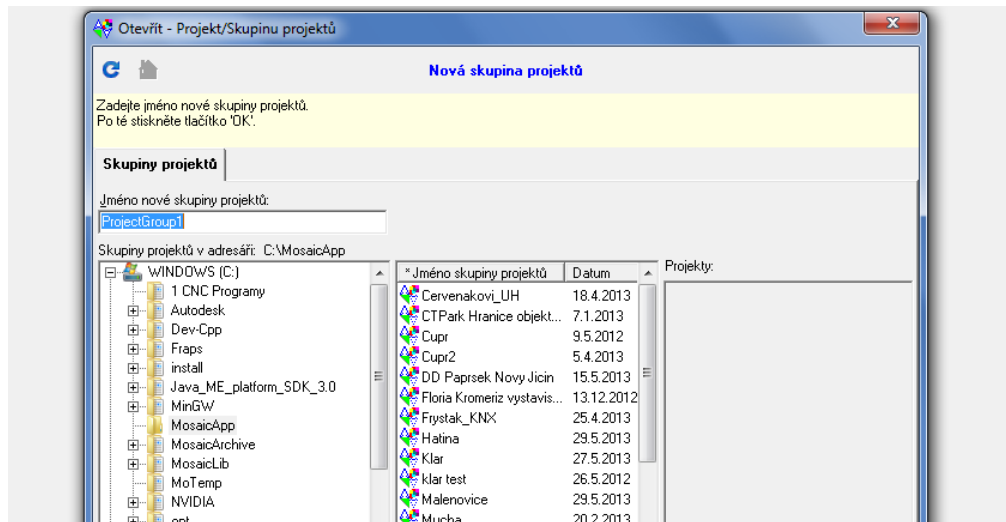 Otevřít - Projekt/Skupinu projektů
Nová skupina projektů
Zadejte jméno nové skupiny projektů.
Po té stiskněte tlačítko 'OK'.
Skupiny projektů
Jméno nové skupiny projektů:
ProjectGroup1
Skupiny projektů v adresáři: C:\MosaicApp
WINDOWS (C:)
1 CNC Programy
Autodesk
Dev-Cpp
Fraps
install
Java_ME_platform_SDK_3.0
MinGW
MosaicApp
MosaicArchive
MosaicLib
MoTemp
NVIDIA
opt
* Jméno skupiny projektů Datum
Cervenakovi_UH 18.4.2013
CTPark Hranice objekt... 7.1.2013
Cupr 9.5.2012
Cupr2 5.4.2013
DD Paprsek Novy Jicin 15.5.2013
Floria Kromeriz vystavis... 13.12.2012
Frystak_KNX 25.4.2013
Hatina 29.5.2013
Klar 27.5.2013
klar test 26.5.2012
Malenovice 29.5.2013
Mucha 20.2.2013
Projekty: